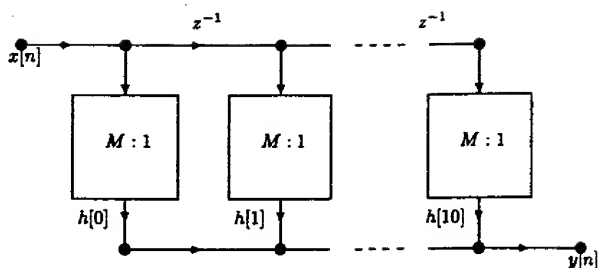 z⁻¹ z⁻¹
x[n]
M : 1 M : 1 M : 1
h[0] h[1] h[10]
y[n]